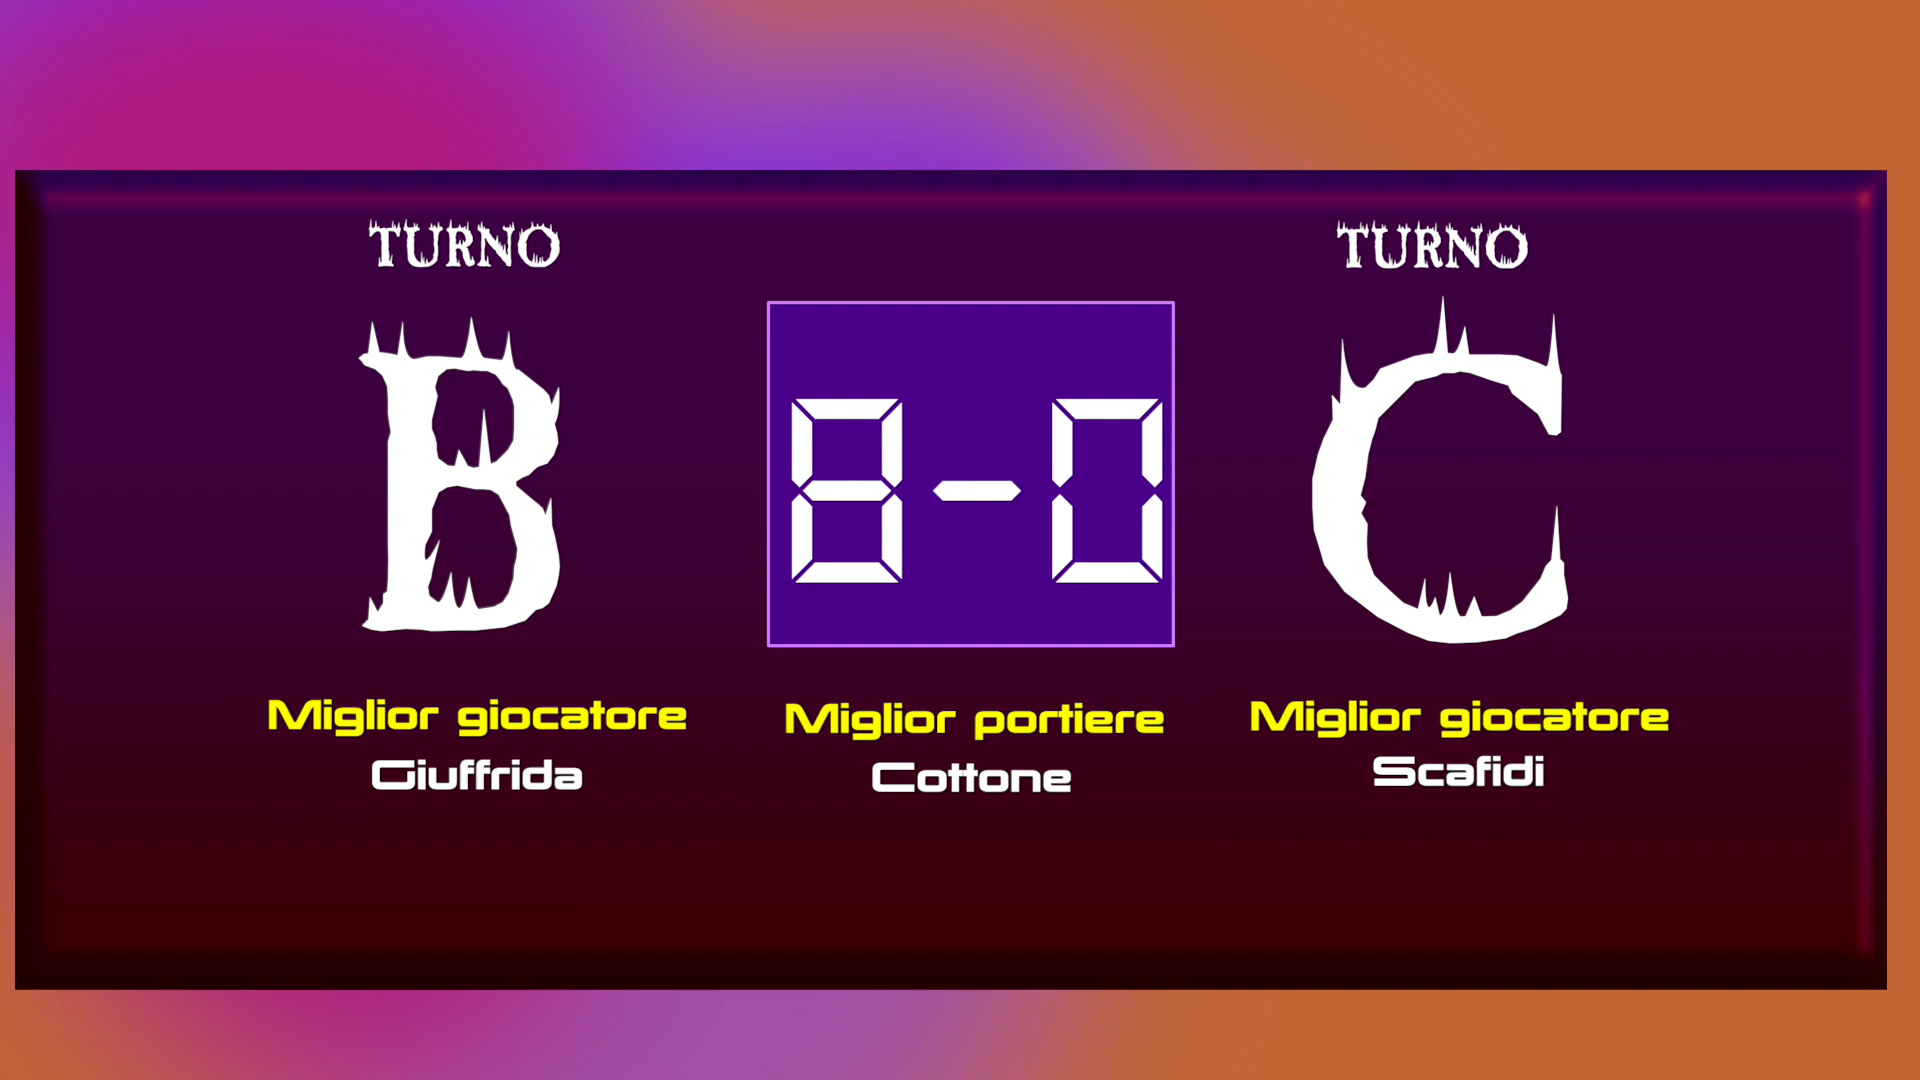 TURNO
B
Miglior giocatore
Giuffrida
8-0
Miglior portiere
Cottone
TURNO
C
Miglior giocatore
Scafidi